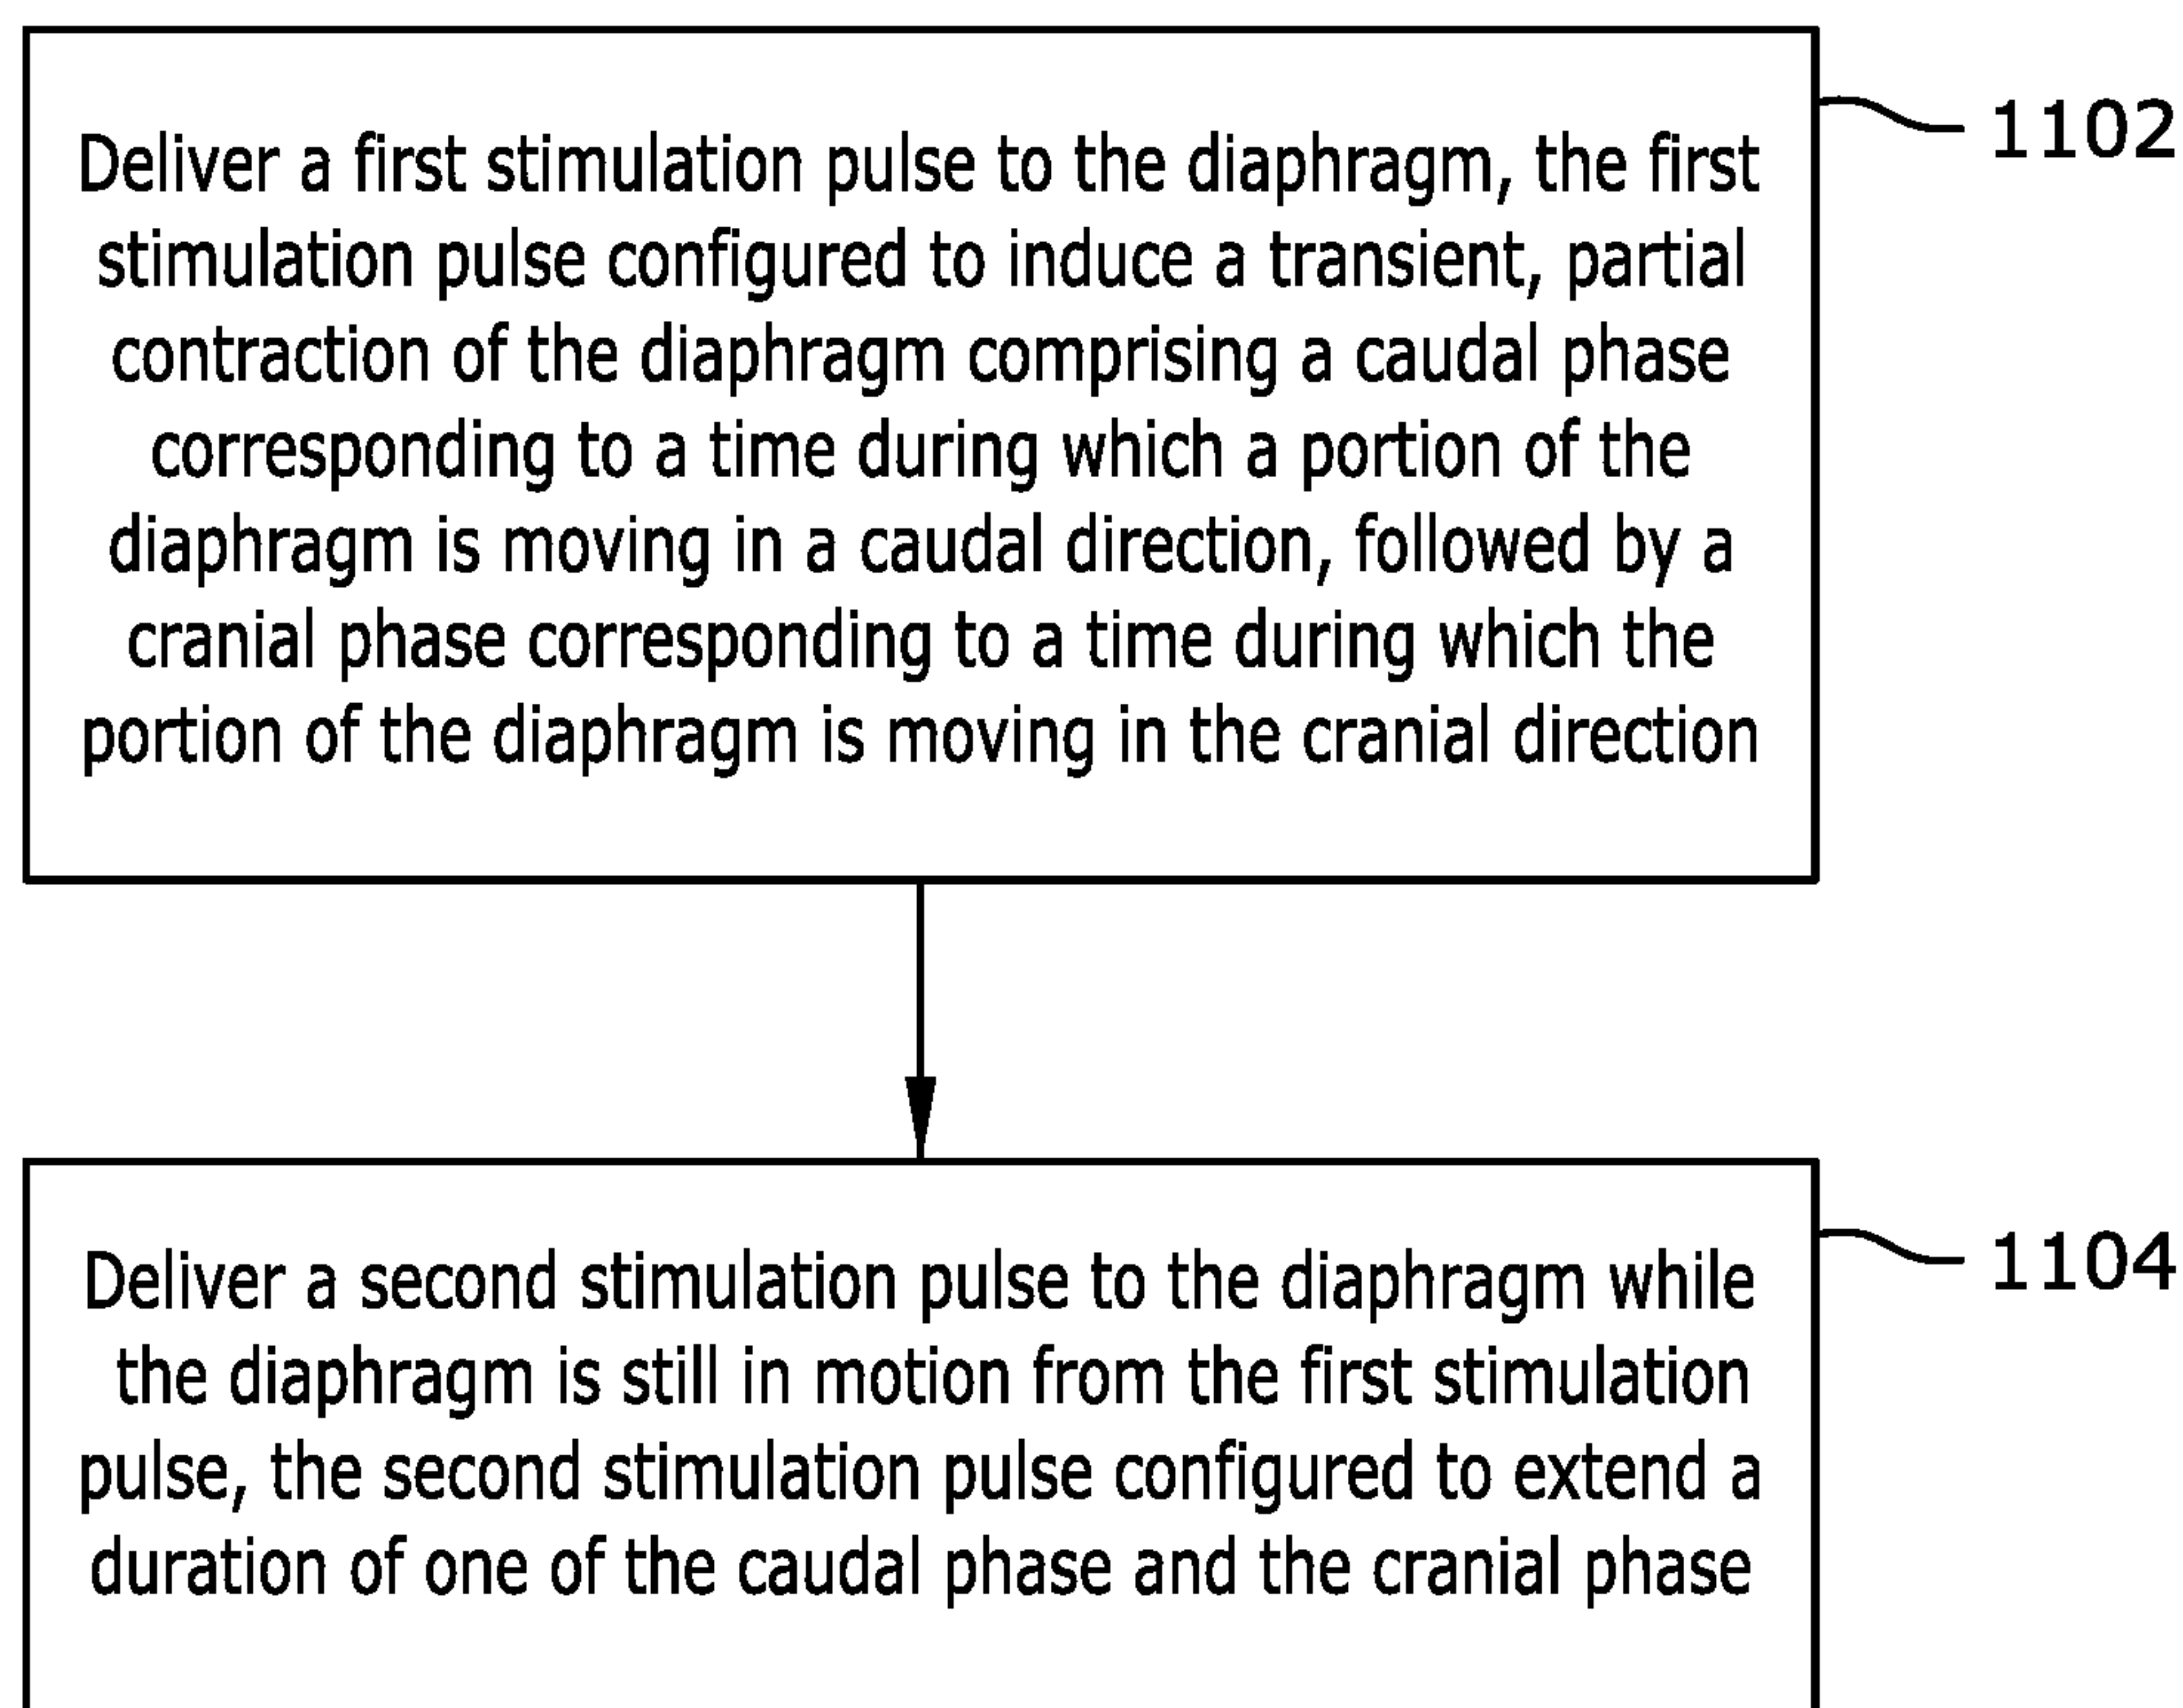 Deliver a first stimulation pulse to the diaphragm, the first
stimulation pulse configured to induce a transient, partial
contraction of the diaphragm comprising a caudal phase
corresponding to a time during which a portion of the
diaphragm is moving in a caudal direction, followed by a
cranial phase corresponding to a time during which the
portion of the diaphragm is moving in the cranial direction
1102
Deliver a second stimulation pulse to the diaphragm while
the diaphragm is still in motion from the first stimulation
pulse, the second stimulation pulse configured to extend a
duration of one of the caudal phase and the cranial phase
1104